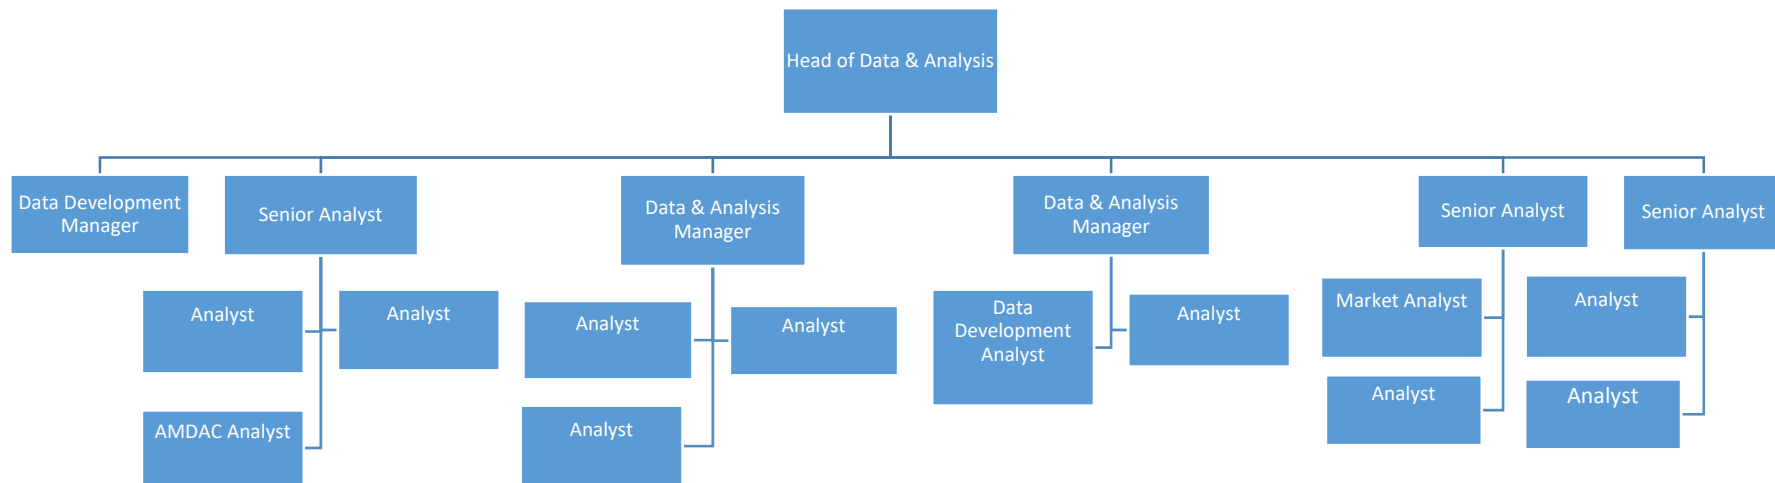 Head of Data & Analysis
Data Development
Manager
Senior Analyst
Data & Analysis
Manager
Data & Analysis
Manager
Senior Analyst
Senior Analyst
Analyst
Analyst
AMDAC Analyst
Analyst
Analyst
Analyst
Data
Development
Analyst
Analyst
Market Analyst
Analyst
Analyst
Analyst